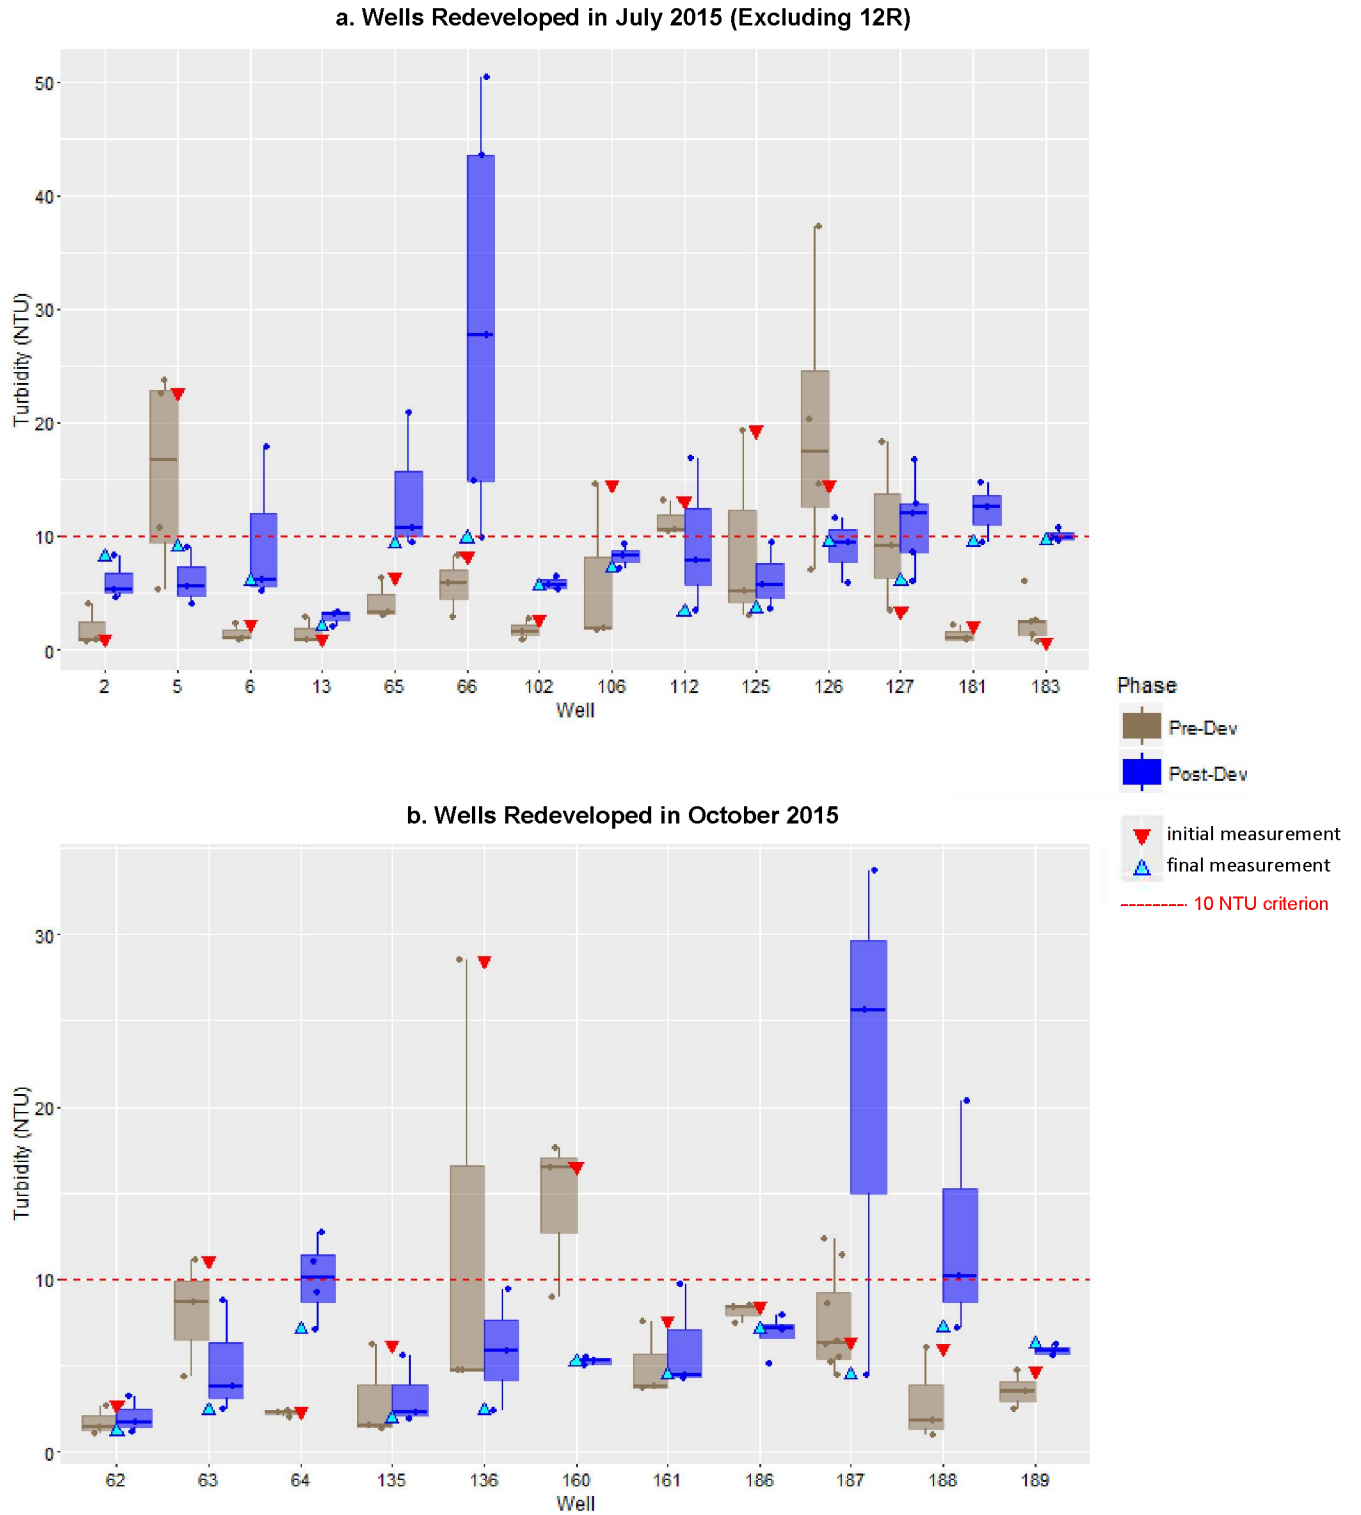 a. Wells Redeveloped in July 2015 (Excluding 12R)
50
40
30
20
10
0
Turbidity (NTU)
2 5 6 13 65 66 102 106 112 125 126 127 181 183
Well
Phase
Pre-Dev
Post-Dev
initial measurement
final measurement
10 NTU criterion
b. Wells Redeveloped in October 2015
30
20
10
0
Turbidity (NTU)
62 63 64 135 136 160 161 186 187 188 189
Well